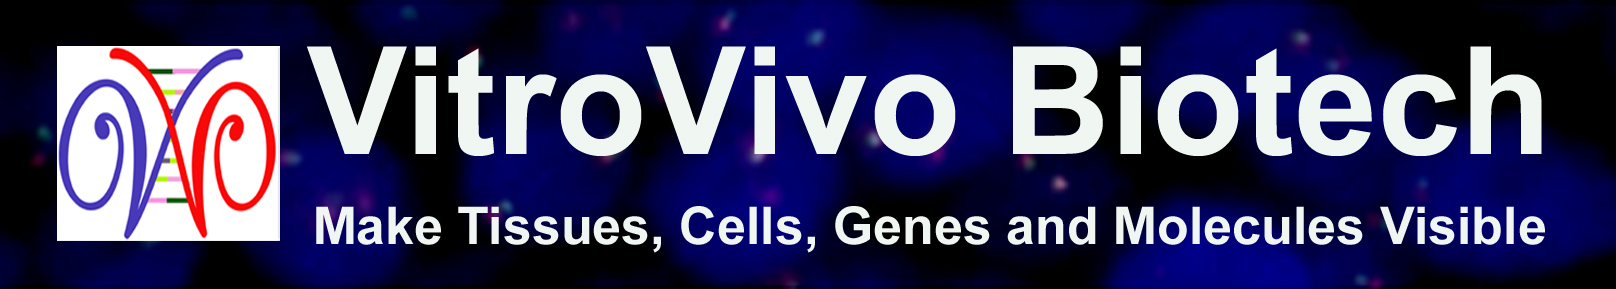 VitroVivo Biotech
Make Tissues, Cells, Genes and Molecules Visible